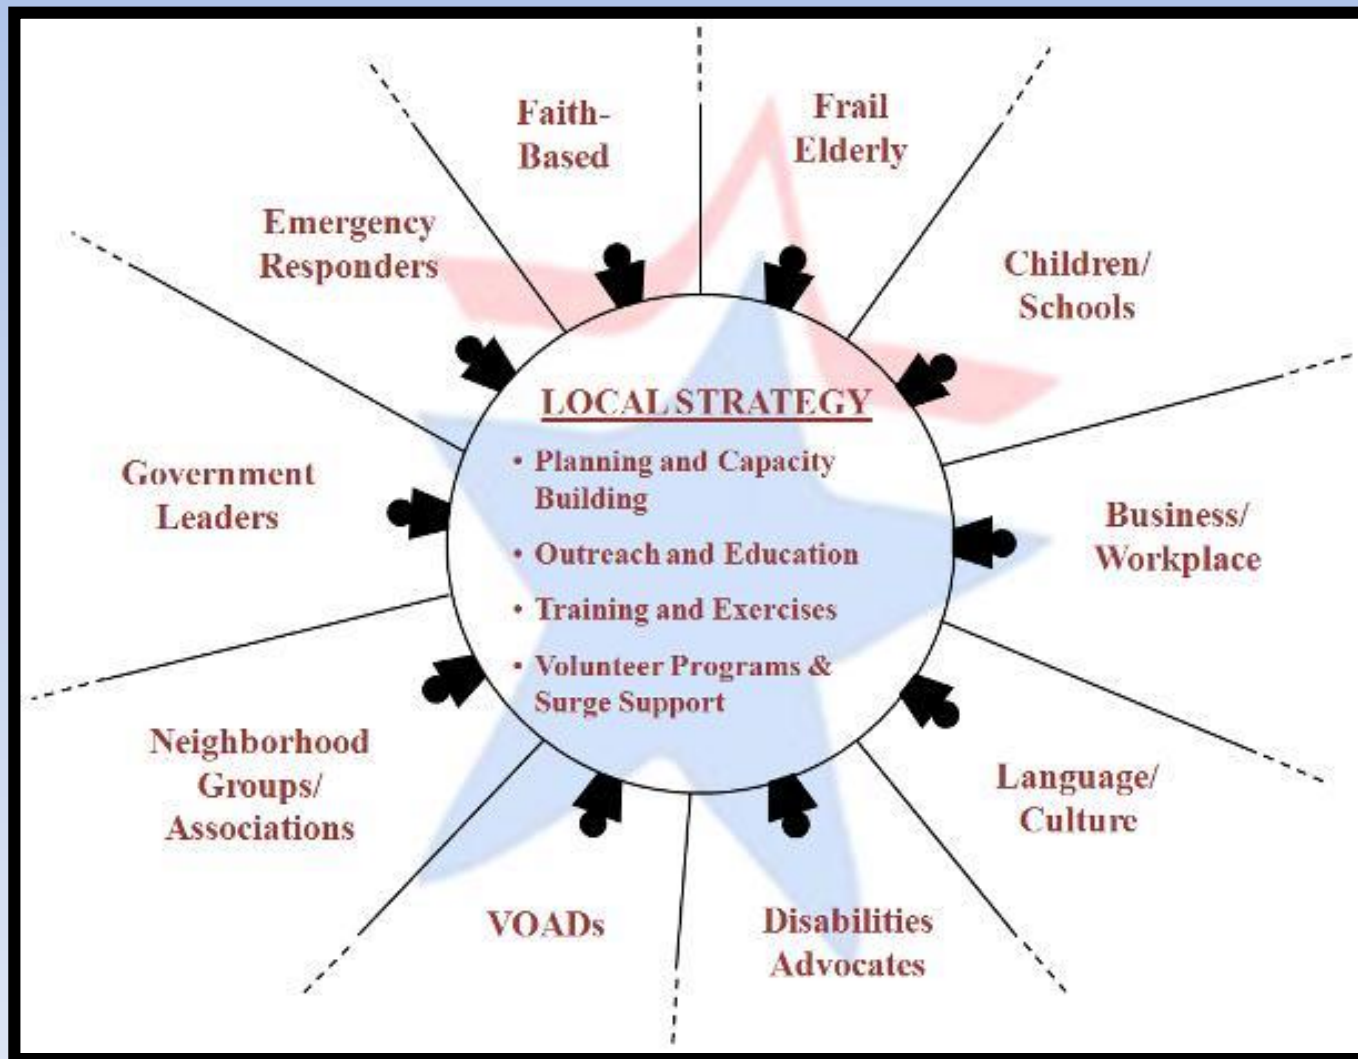 Faith-
Based
Frail
Elderly
Emergency
Responders
Children/
Schools
LOCAL STRATEGY
• Planning and Capacity
Building
• Outreach and Education
• Training and Exercises
• Volunteer Programs &
Surge Support
Government
Leaders
Business/
Workplace
Neighborhood
Groups/
Associations
Language/
Culture
VOADs
Disabilities
Advocates